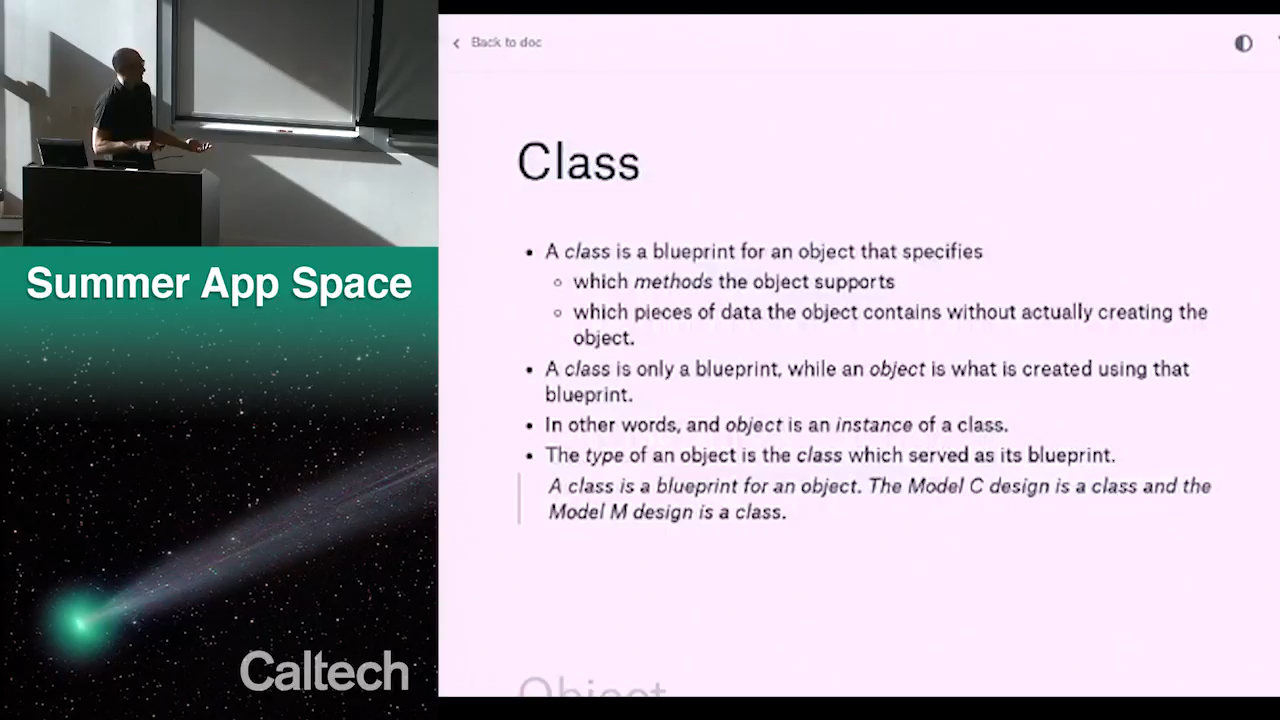 Back to doc
Class
• A class is a blueprint for an object that specifies
◦ which methods the object supports
◦ which pieces of data the object contains without actually creating the
object.
• A class is only a blueprint, while an object is what is created using that
blueprint.
• In other words, and object is an instance of a class.
• The type of an object is the class which served as its blueprint.
A class is a blueprint for an object. The Model C design is a class and the
Model M design is a class.
Object
Summer App Space
Caltech